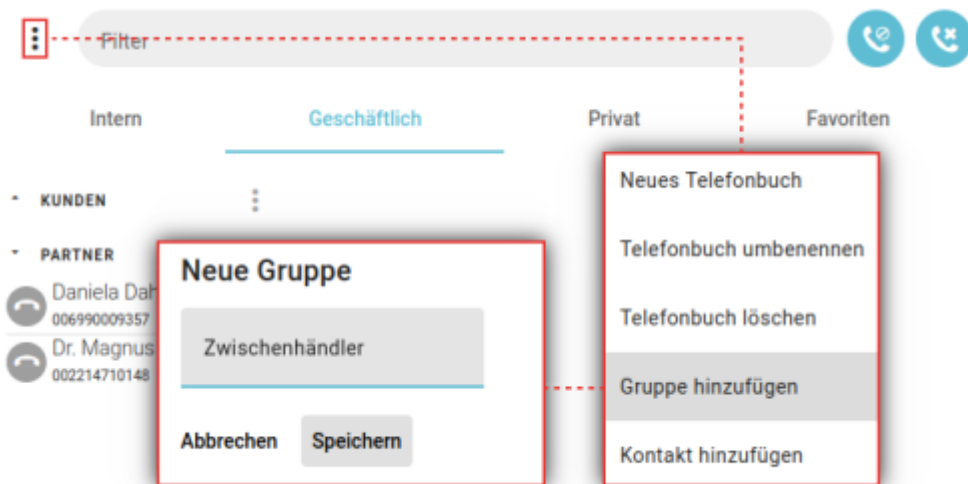 Filter
Intern Geschäftlich Privat Favoriten
KUNDEN
PARTNER
Daniela
006990009357
Dr. Magnus
002214710148
Neue Gruppe
Zwischenhändler
Abbrechen Speichern
Neues Telefonbuch
Telefonbuch umbenennen
Telefonbuch löschen
Gruppe hinzufügen
Kontakt hinzufügen